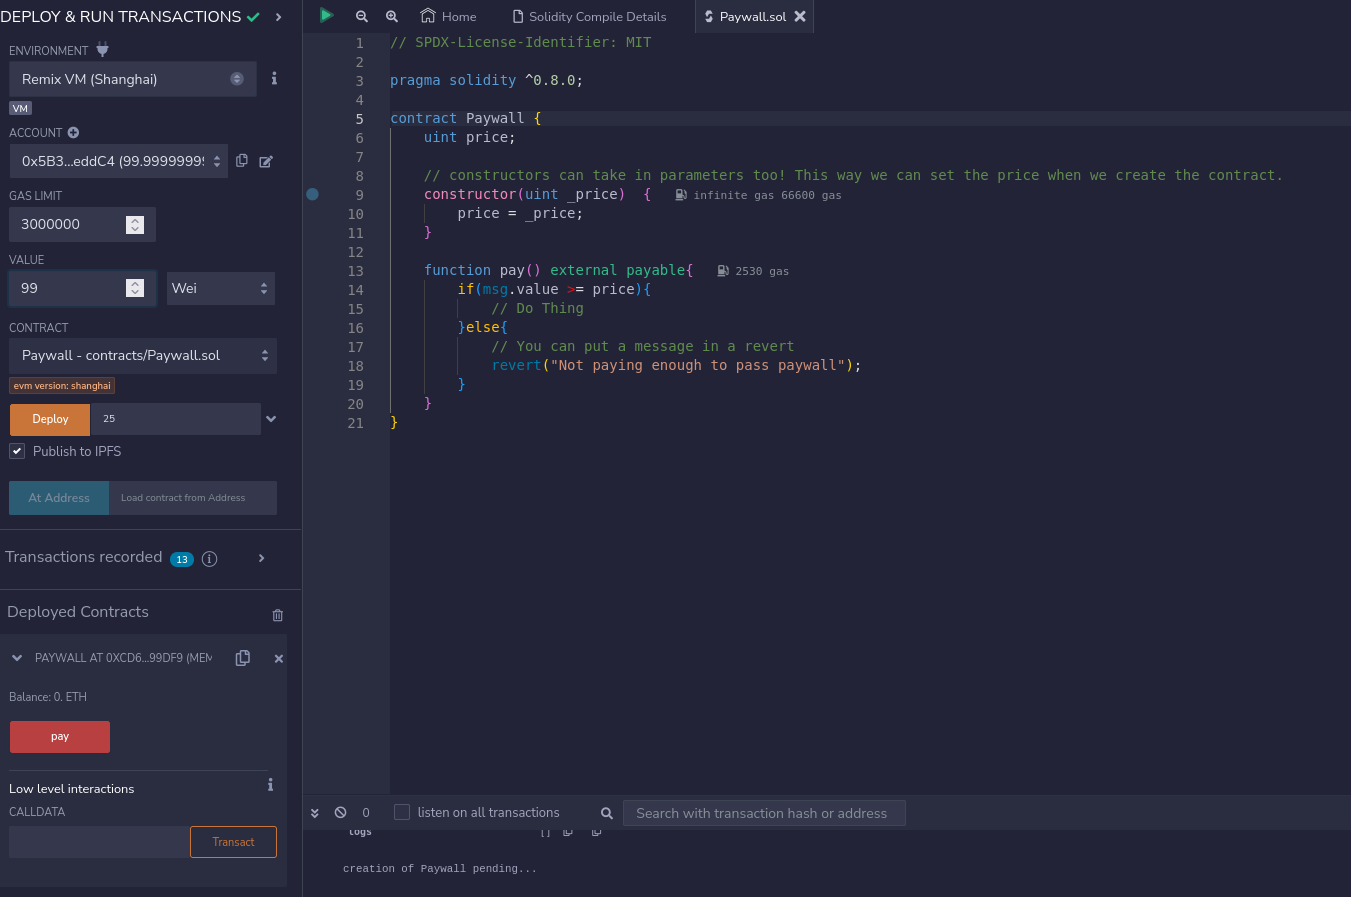 DEPLOY & RUN TRANSACTIONS
ENVIRONMENT
Remix VM (Shanghai)
VM
ACCOUNT
0x5B3...eddC4 (99.9999999
GAS LIMIT
3000000
VALUE
99
Wei
CONTRACT
Paywall - contracts/Paywall.sol
evm version: shanghai
Deploy
25
Publish to IPFS
At Address
Load contract from Address
Transactions recorded
13
Deployed Contracts
PAYWALL AT 0XCD6...99DF9 (MEM
Balance: 0. ETH
pay
Low level interactions
CALLDATA
Transact
Home
Solidity Compile Details
Paywall.sol
1 // SPDX-License-Identifier: MIT
2
3 pragma solidity ^0.8.0;
4
5 contract Paywall {
6     uint price;
7
8     // constructors can take in parameters too! This way we can set the price when we create the contract.
9     constructor(uint _price)  { infinite gas 66600 gas
10         price = _price;
11     }
12
13     function pay() external payable{ 2530 gas
14         if(msg.value >= price){
15             // Do Thing
16         }else{
17             // You can put a message in a revert
18             revert("Not paying enough to pass paywall");
19         }
20     }
21 }
0
listen on all transactions
Search with transaction hash or address
logs []
creation of Paywall pending...